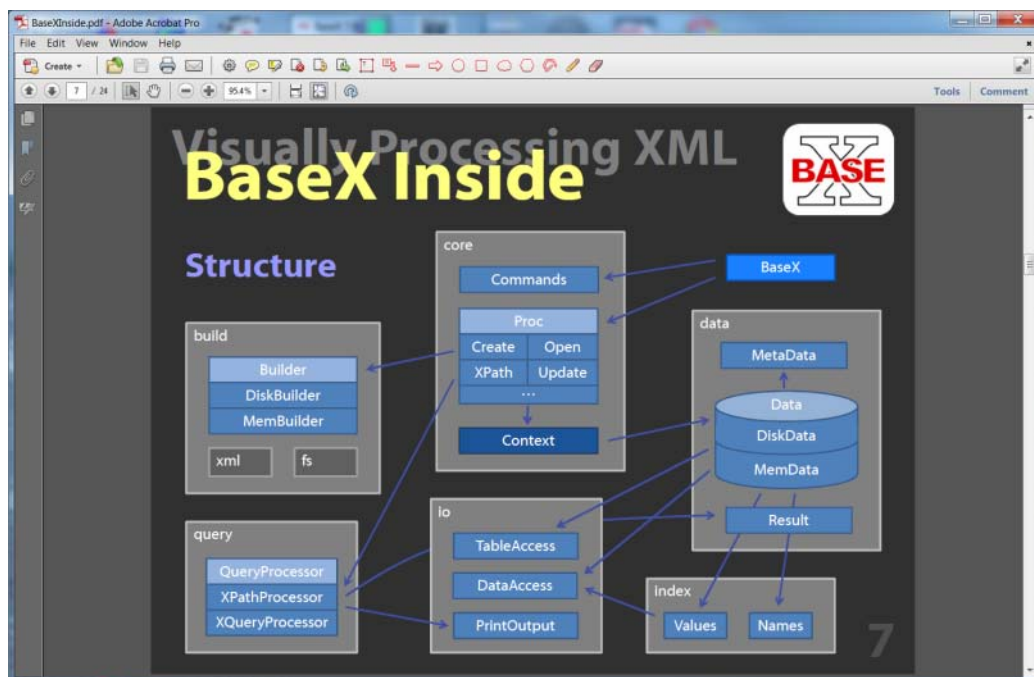 BaseXInside.pdf - Adobe Acrobat Pro
File Edit View Window Help
Create
7 / 24 95.4% Tools Comment
Visually Processing XML
BaseX Inside
X BASE
Structure
core
Commands
Proc
Create Open
XPath Update
...
Context
BaseX
build
Builder
DiskBuilder
MemBuilder
xml fs
data
MetaData
Data
DiskData
MemData
Result
query
QueryProcessor
XPathProcessor
XQueryProcessor
io
TableAccess
DataAccess
PrintOutput
index
Values Names
7